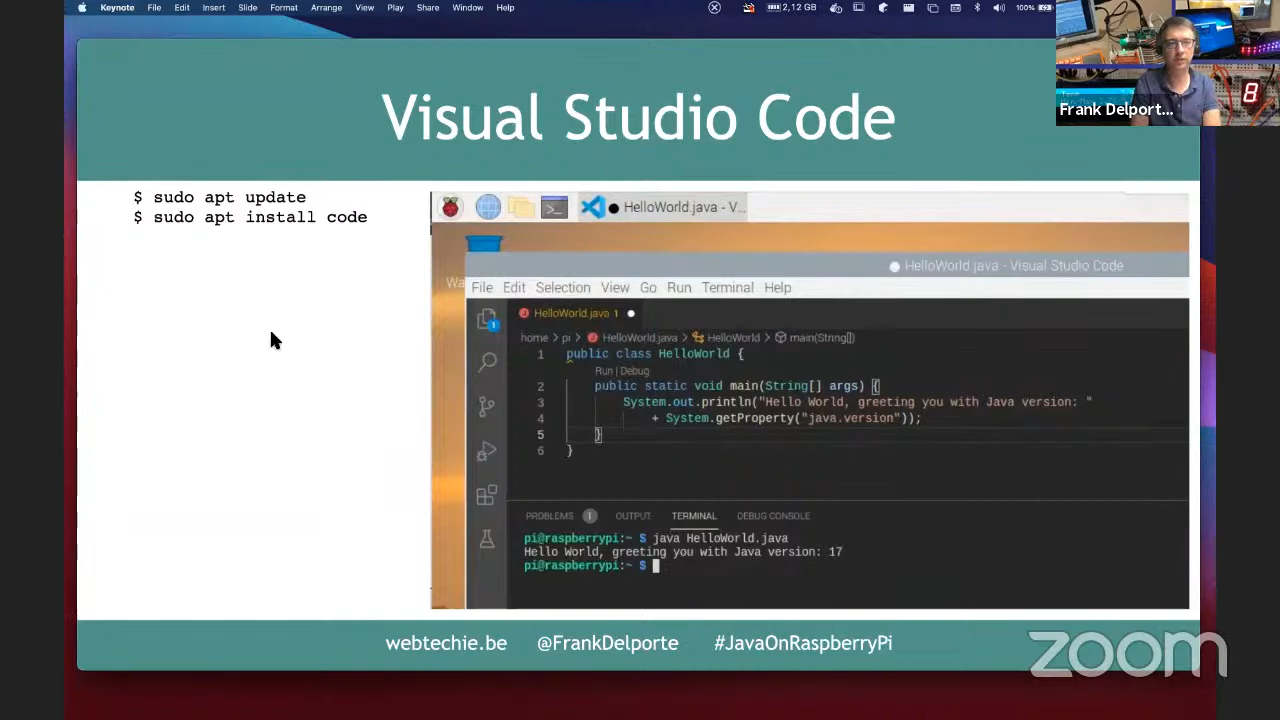 Keynote File Edit Insert Slide Format Arrange View Play Share Window Help 2,12 GB 100%
Frank Delport...
Visual Studio Code
$ sudo apt update
$ sudo apt install code
HelloWorld.java - V...
HelloWorld.java - Visual Studio Code
Wa
File Edit Selection View Go Run Terminal Help
HelloWorld.java 1
1
home > pi > HelloWorld.java > HelloWorld > main(String[])
1 public class HelloWorld {
Run | Debug
2 public static void main(String[] args) {
3 System.out.println("Hello World, greeting you with Java version: "
4 + System.getProperty("java.version"));
5 }
6 }
PROBLEMS 1 OUTPUT TERMINAL DEBUG CONSOLE
pi@raspberrypi:~ $ java HelloWorld.java
Hello World, greeting you with Java version: 17
pi@raspberrypi:~ $
webtechie.be @FrankDelporte #JavaOnRaspberryPi
zoom